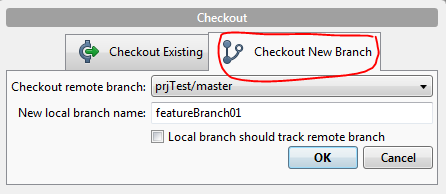 Checkout
Checkout Existing
Checkout New Branch
Checkout remote branch: prjTest/master
New local branch name: featureBranch01
Local branch should track remote branch
OK Cancel